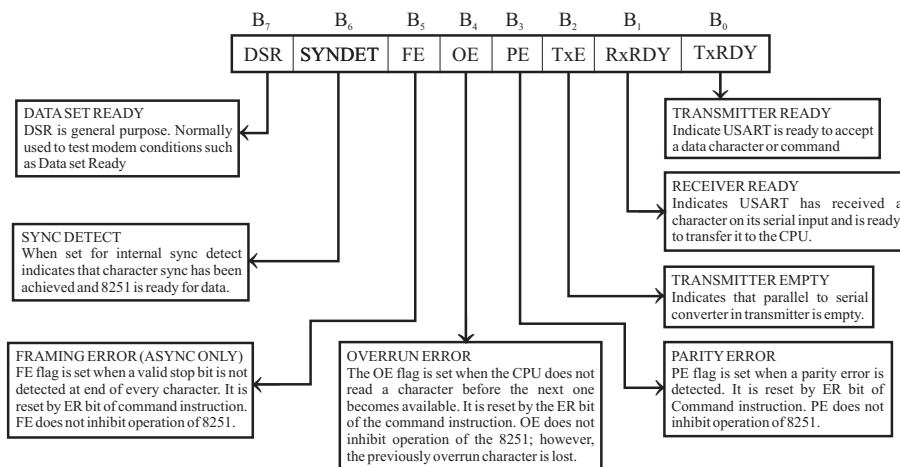 B₇ B₆ B₅ B₄ B₃ B₂ B₁ B₀
DSR SYNDET FE OE PE TxE RxRDY TxRDY
DATA SET READY
DSR is general purpose. Normally
used to test modem conditions such
as Data set Ready
TRANSMITTER READY
Indicate USART is ready to accept
a data character or command
RECEIVER READY
Indicates USART has received a
character on its serial input and is ready
to transfer it to the CPU.
SYNC DETECT
When set for internal sync detect
indicates that character sync has been
achieved and 8251 is ready for data.
TRANSMITTER EMPTY
Indicates that parallel to serial
converter in transmitter is empty.
FRAMING ERROR (ASYNC ONLY)
FE flag is set when a valid stop bit is not
detected at end of every character. It is
reset by ER bit of command instruction.
FE does not inhibit operation of 8251.
OVERRUN ERROR
The OE flag is set when the CPU does not
read a character before the next one
becomes available. It is reset by the ER bit
of the command instruction. OE does not
inhibit operation of the 8251; however,
the previously overrun character is lost.
PARITY ERROR
PE flag is set when a parity error is
detected. It is reset by ER bit of
Command instruction. PE does not
inhibit operation of 8251.